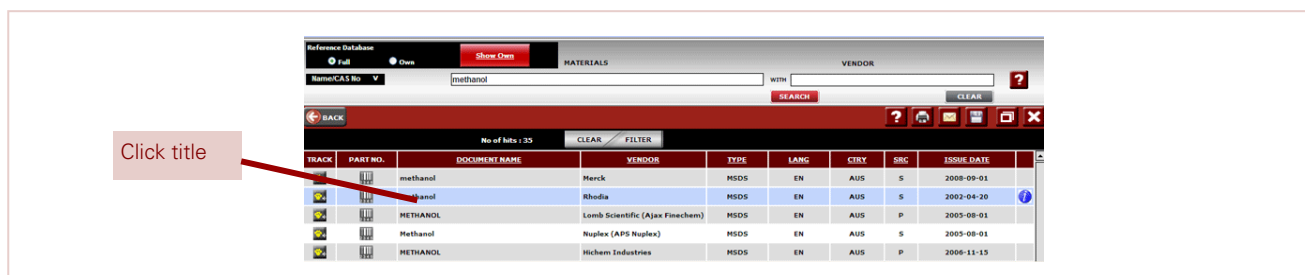 Reference Database
Full Own Show Own MATERIALS VENDOR
Name/CAS No V methanol WITH ?
SEARCH CLEAR
BACK ?
No of hits : 35 CLEAR FILTER
Click title
TRACK PART NO. DOCUMENT NAME VENDOR TYPE LANG CTRY SRC ISSUE DATE
methanol Merck MSDS EN AUS S 2008-09-01
methanol Rhodia MSDS EN AUS S 2002-04-20 i
METHANOL Lomb Scientific (Ajax Finechem) MSDS EN AUS P 2005-08-01
Methanol Nuplex (APS Nuplex) MSDS EN AUS S 2005-08-01
METHANOL Hichem Industries MSDS EN AUS P 2006-11-15